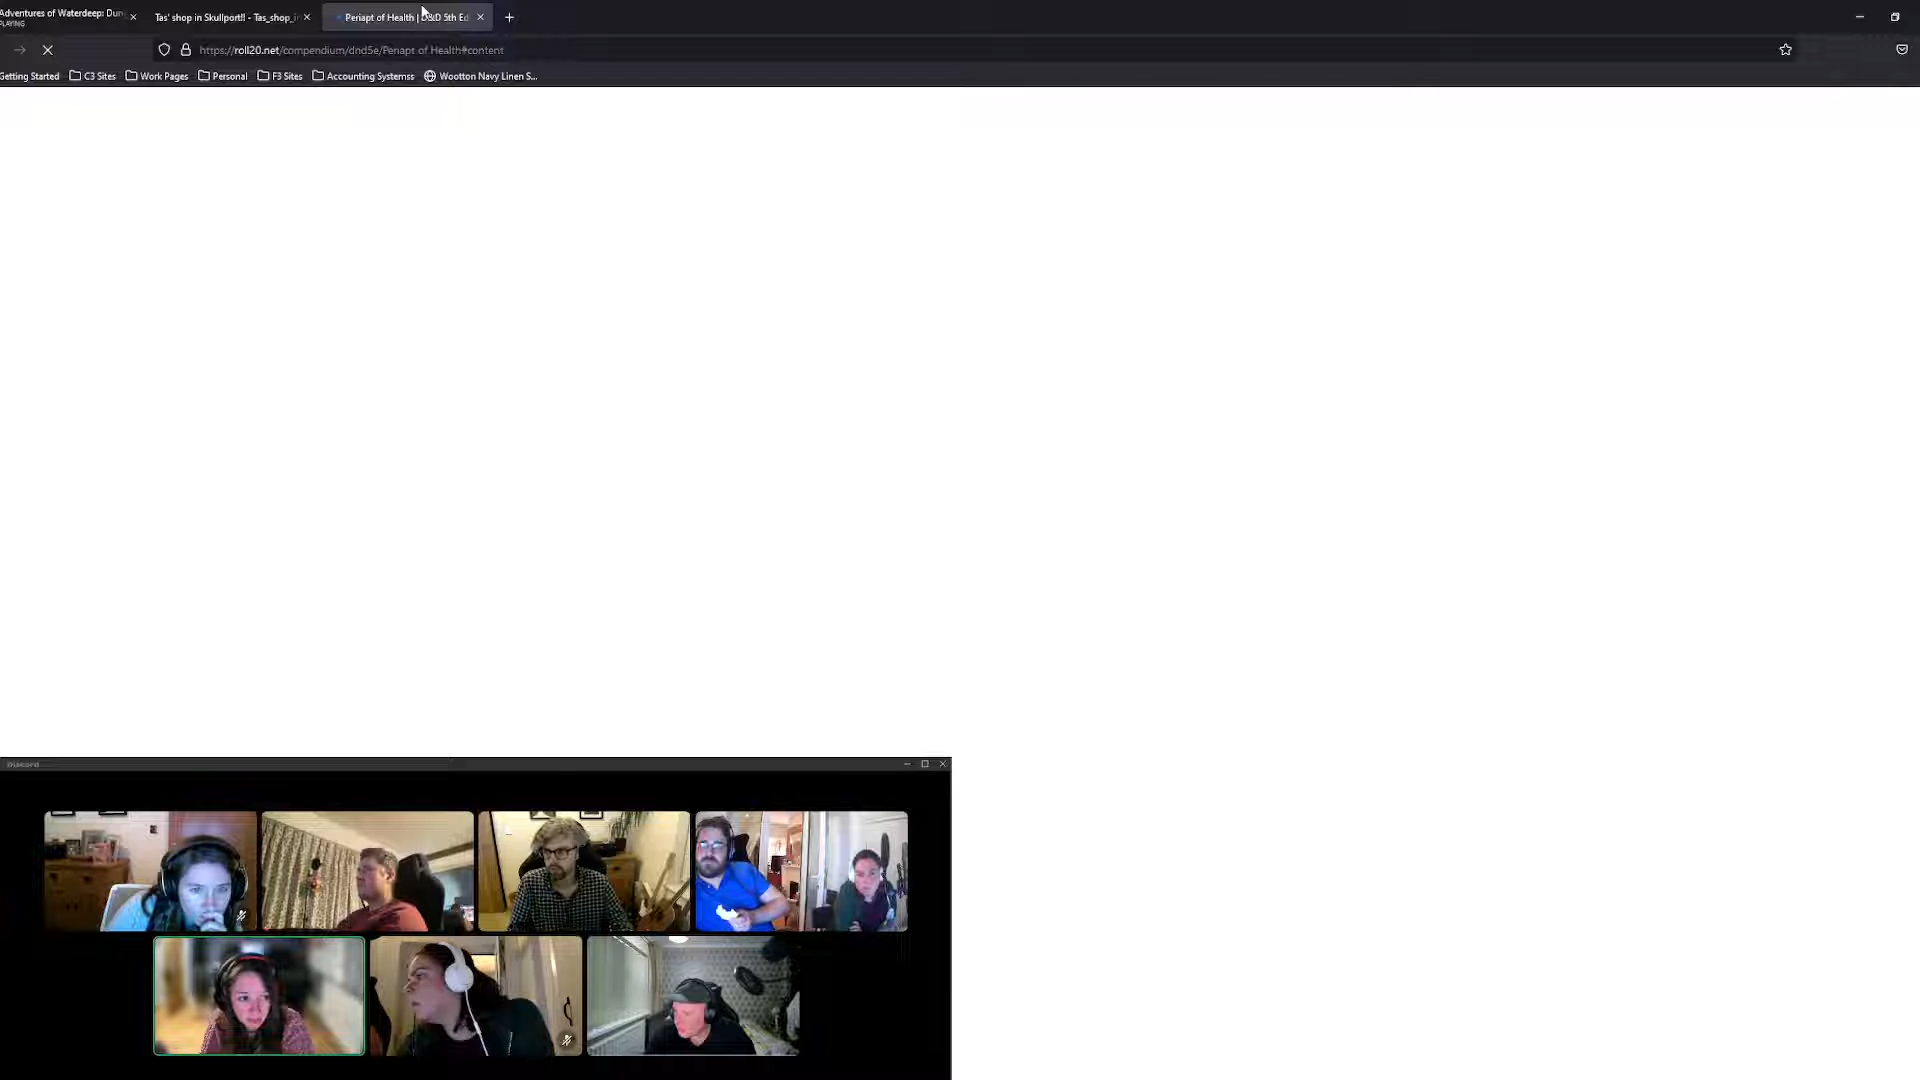 Adventures of Waterdeep: Dun
PLAYING
Tas' shop in Skullport!! - Tas_shop_i
Periapt of Health | D&D 5th Ed
https://roll20.net/compendium/dnd5e/Periapt of Health#content
Getting Started
C3 Sites
Work Pages
Personal
F3 Sites
Accounting Systemss
Wootton Navy Linen S...
Discord